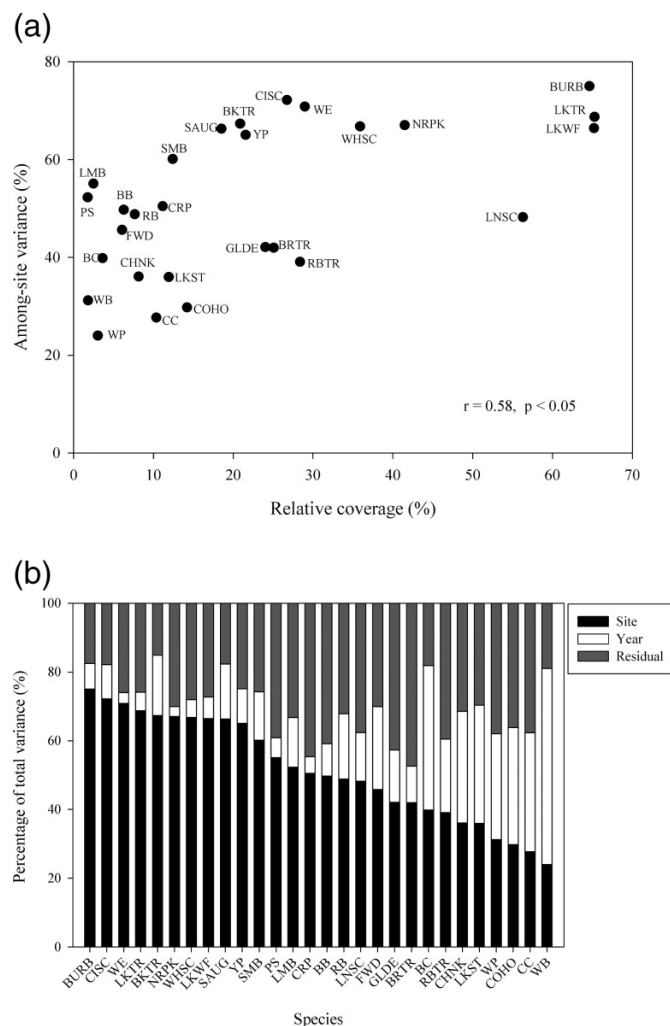 (a)
80
60
40
20
0
Among-site variance (%)
BURB
CISC
WE
LKTR
BKTR
SAUG
YP
WHSC
NRPK
LKWF
SMB
LMB
BB
CRP
PS
RB
LNSC
FWD
GLDE
BRTR
BG
CHNK
LKST
RBTR
WB
COHO
CC
WP
r = 0.58, p < 0.05
0 10 20 30 40 50 60 70
Relative coverage (%)
(b)
100
80
60
40
20
0
Percentage of total variance (%)
Site
Year
Residual
BURB
CISC
WE
LKTR
BKTR
NRPK
WHSC
LKWF
SAUG
YP
SMB
PS
LMB
CRP
BB
RB
LNSC
FWD
GLDE
BRTR
BC
RBTR
CHNK
LKST
WP
COHO
CC
WB
Species